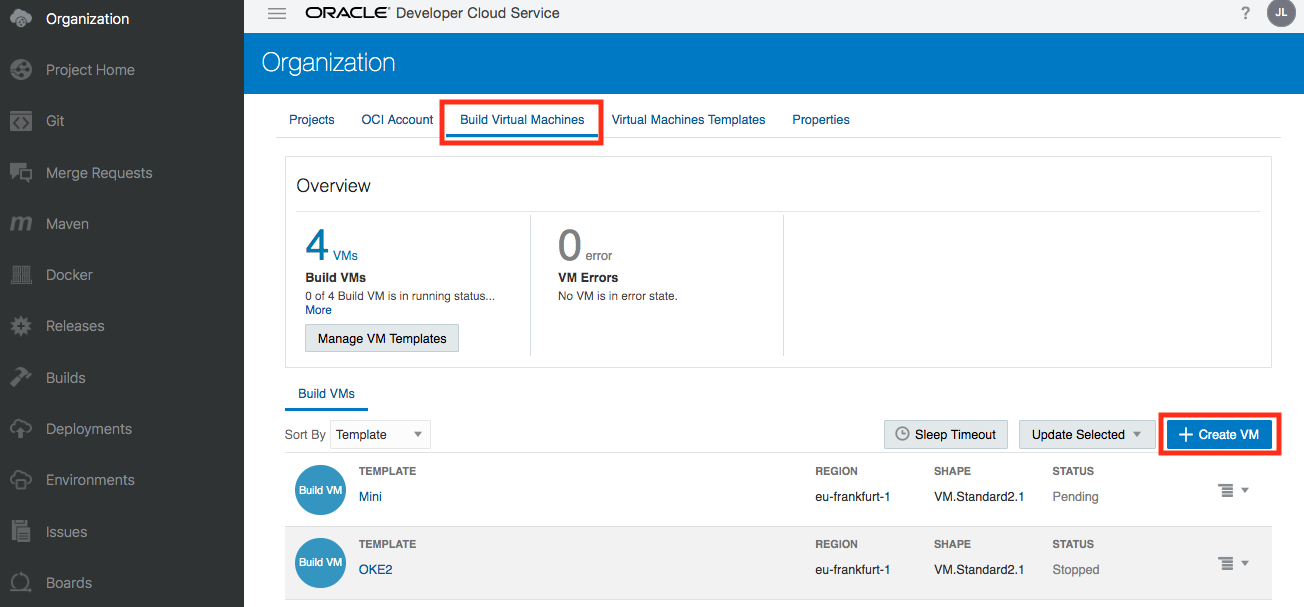 Organization
Project Home
Git
Merge Requests
Maven
Docker
Releases
Builds
Deployments
Environments
Issues
Boards
ORACLE® Developer Cloud Service
? JL
Organization
Projects OCI Account Build Virtual Machines Virtual Machines Templates Properties
Overview
4 VMs
Build VMs
0 of 4 Build VM is in running status...
More
Manage VM Templates
0 error
VM Errors
No VM is in error state.
Build VMs
Sort By Template Sleep Timeout Update Selected Create VM
TEMPLATE REGION SHAPE STATUS
Build VM Mini eu-frankfurt-1 VM.Standard2.1 Pending
TEMPLATE REGION SHAPE STATUS
Build VM OKE2 eu-frankfurt-1 VM.Standard2.1 Stopped